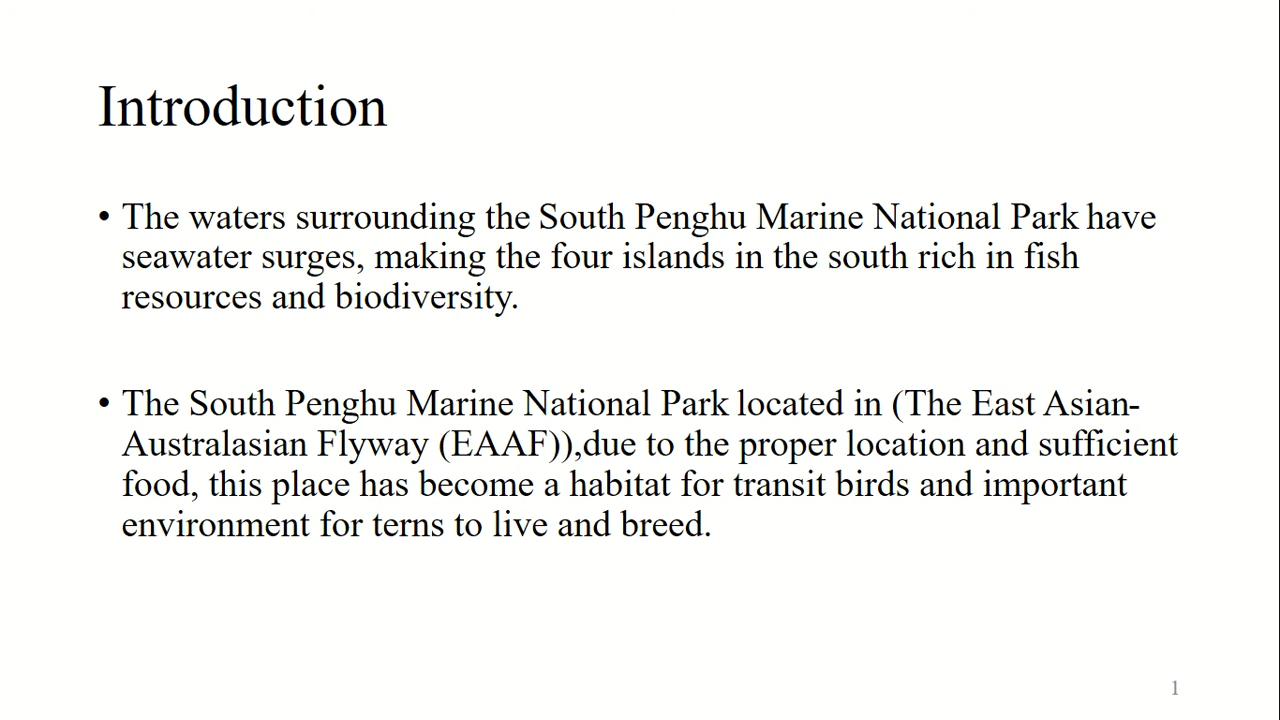 Introduction
• The waters surrounding the South Penghu Marine National Park have
seawater surges, making the four islands in the south rich in fish
resources and biodiversity.
• The South Penghu Marine National Park located in (The East Asian-
Australasian Flyway (EAAF)),due to the proper location and sufficient
food, this place has become a habitat for transit birds and important
environment for terns to live and breed.
1